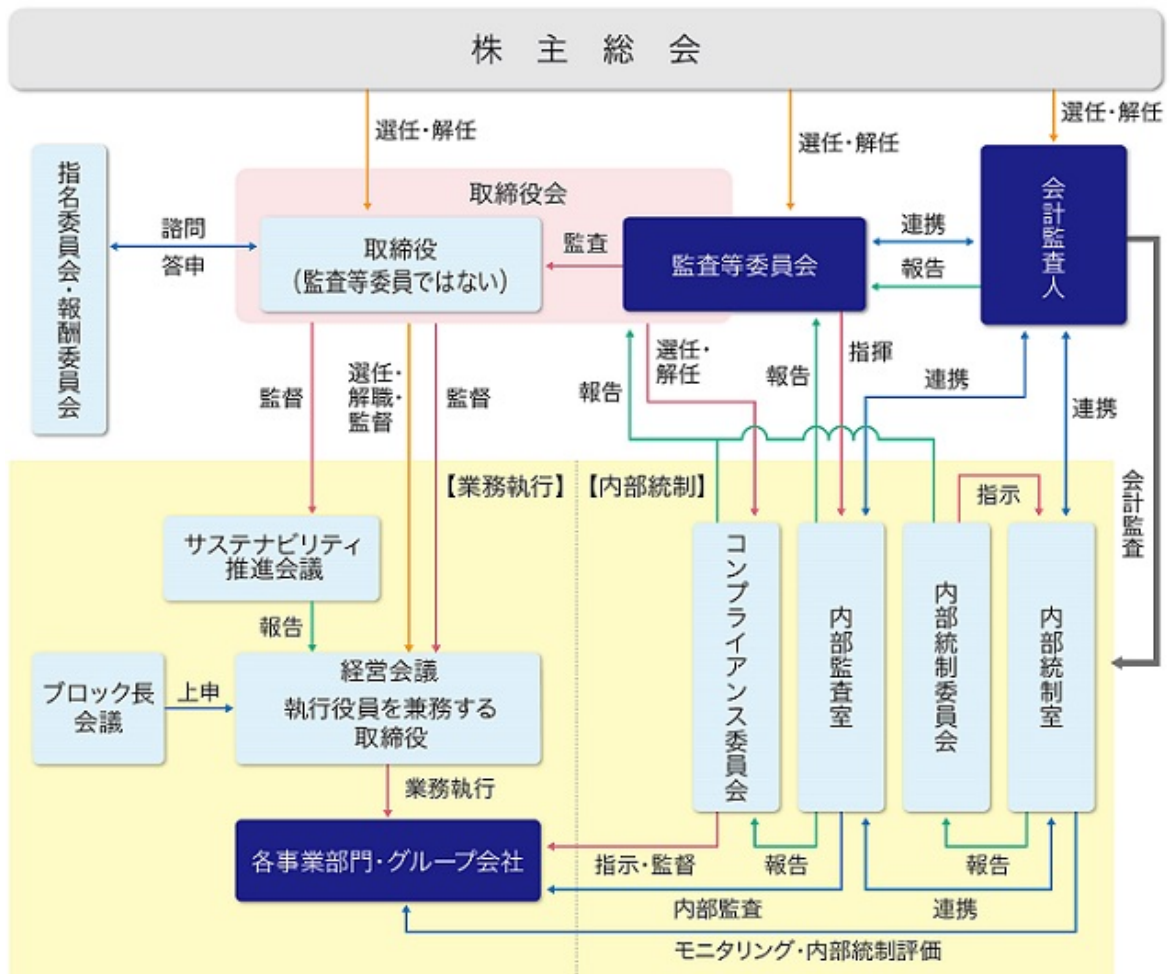 株主総会
選任・解任
選任・解任
選任・解任
指名委員会・報酬委員会
諮問
答申
取締役会
取締役
（監査等委員ではない）
監査
監査等委員会
連携
報告
会計監査人
監督
選任・
解職・
監督
監督
報告
選任・
解任
報告
指揮
連携
連携
会計監査
【業務執行】
【内部統制】
指示
サステナビリティ
推進会議
報告
ブロック長
会議
上申
経営会議
執行役員を兼務する
取締役
業務執行
各事業部門・グループ会社
コンプライアンス委員会
内部監査室
内部統制委員会
内部統制室
指示・監督
報告
報告
内部監査
連携
モニタリング・内部統制評価